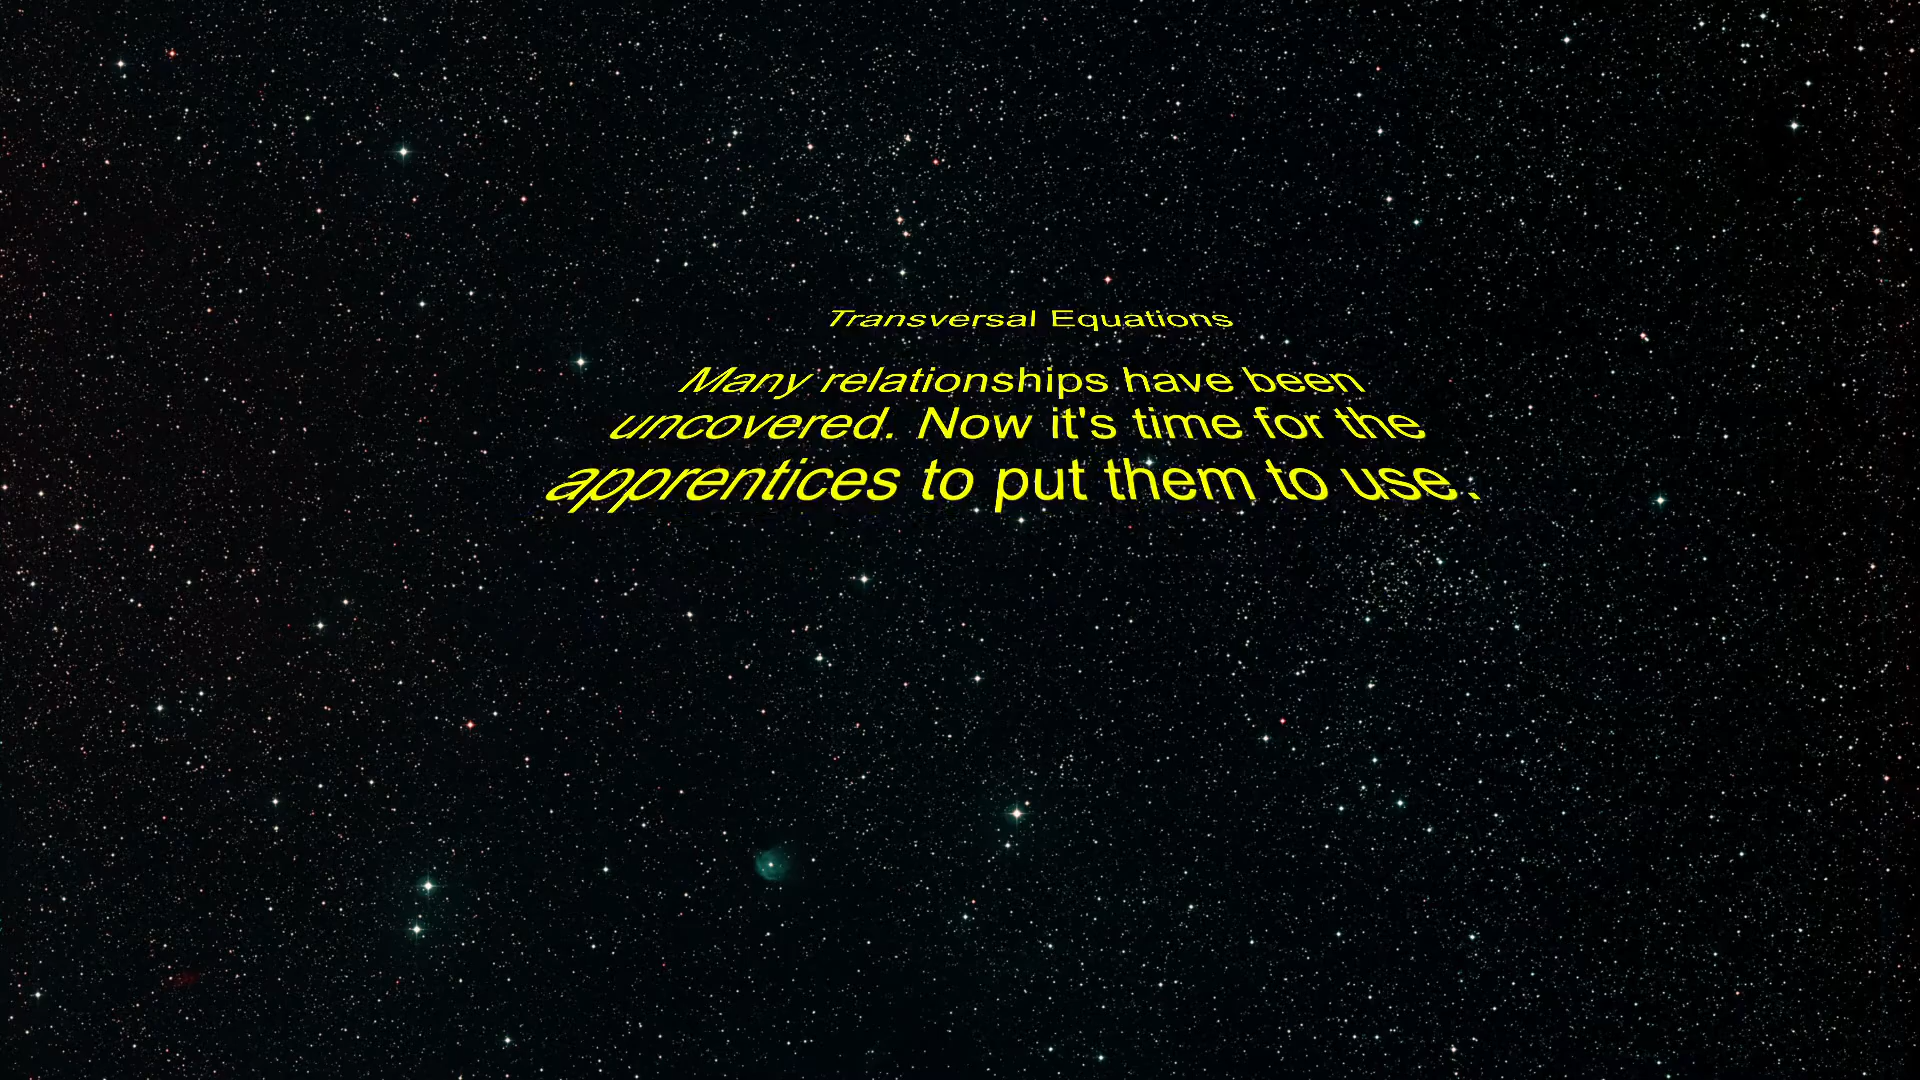 Transversal Equations
Many relationships have been
uncovered. Now it's time for the
apprentices to put them to use.